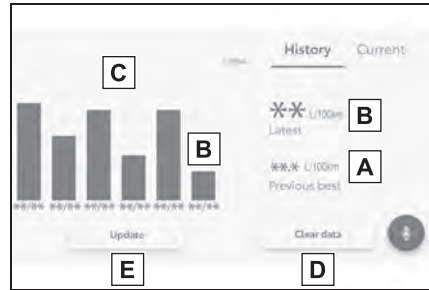 History Current
C
** L/100km B
Latest
B
**.* L/100km A
Previous best
**/** **/** **/** **/** **/** **/**
Update Clear data
E D